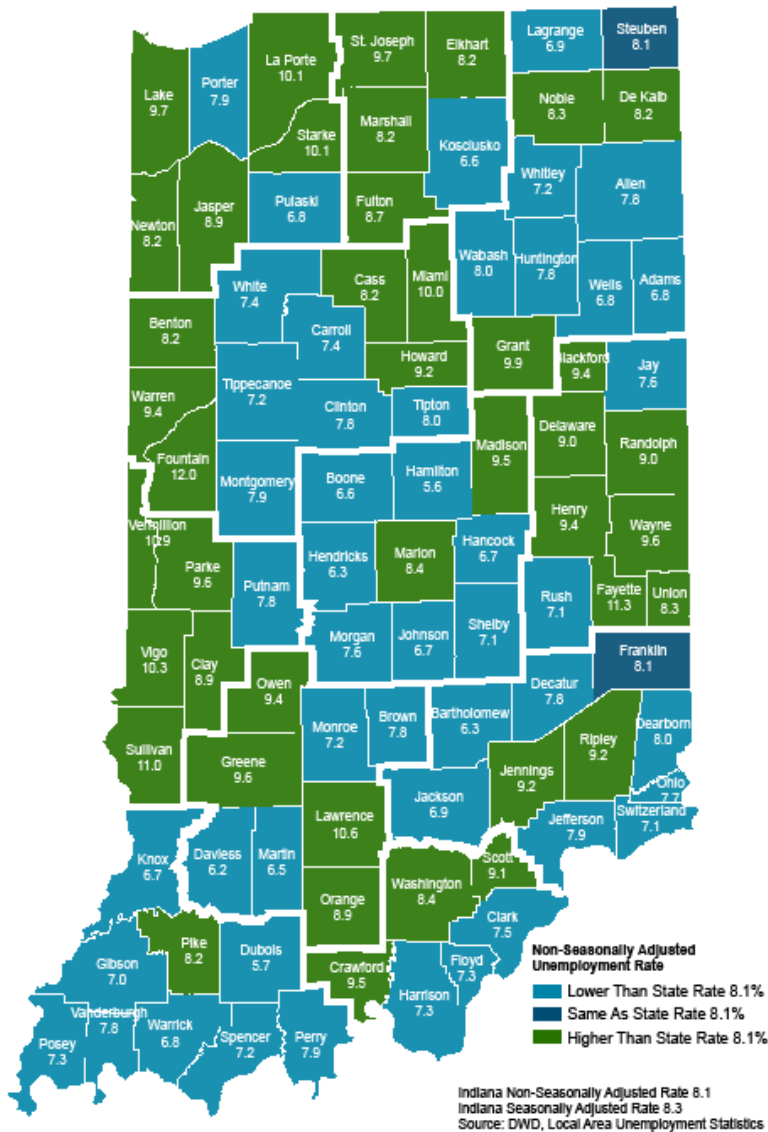 Lagrange
6.9
Steuben
8.1
St. Joseph
9.7
Elkhart
8.2
La Porte
10.1
Porter
7.9
Lake
9.7
Noble
8.3
De Kalb
8.2
Marshall
8.2
Starke
10.1
Kosciusko
6.6
Whitley
7.2
Allen
7.8
Pulaski
6.8
Fulton
8.7
Jasper
8.9
Newton
8.2
Wabash
8.0
Huntington
7.8
Miami
10.0
Cass
8.2
White
7.4
Wells
6.8
Adams
6.8
Benton
8.2
Carroll
7.4
Grant
9.9
Blackford
9.4
Jay
7.6
Howard
9.2
Tippecanoe
7.2
Warren
9.4
Clinton
7.8
Tipton
8.0
Madison
9.5
Delaware
9.0
Randolph
9.0
Fountain
12.0
Montgomery
7.9
Boone
6.6
Hamilton
5.6
Henry
9.4
Wayne
9.6
Vermillion
10.9
Parke
9.6
Putnam
7.8
Hendricks
6.3
Marion
8.4
Hancock
6.7
Rush
7.1
Fayette
11.3
Union
8.3
Morgan
7.6
Johnson
6.7
Shelby
7.1
Vigo
10.3
Clay
8.9
Owen
9.4
Franklin
8.1
Decatur
7.8
Monroe
7.2
Brown
7.8
Bartholomew
6.3
Dearborn
8.0
Ripley
9.2
Sullivan
11.0
Greene
9.6
Jennings
9.2
Ohio
7.7
Switzerland
7.1
Jackson
6.9
Jefferson
7.9
Lawrence
10.6
Knox
6.7
Daviess
6.2
Martin
6.5
Scott
9.1
Washington
8.4
Orange
8.9
Clark
7.5
Pike
8.2
Dubois
5.7
Gibson
7.0
Crawford
9.5
Floyd
7.3
Harrison
7.3
Vanderburgh
7.8
Warrick
6.8
Spencer
7.2
Perry
7.9
Posey
7.3
Non-Seasonally Adjusted
Unemployment Rate
Lower Than State Rate 8.1%
Same As State Rate 8.1%
Higher Than State Rate 8.1%
Indiana Non-Seasonally Adjusted Rate 8.1
Indiana Seasonally Adjusted Rate 8.3
Source: DWD, Local Area Unemployment Statistics